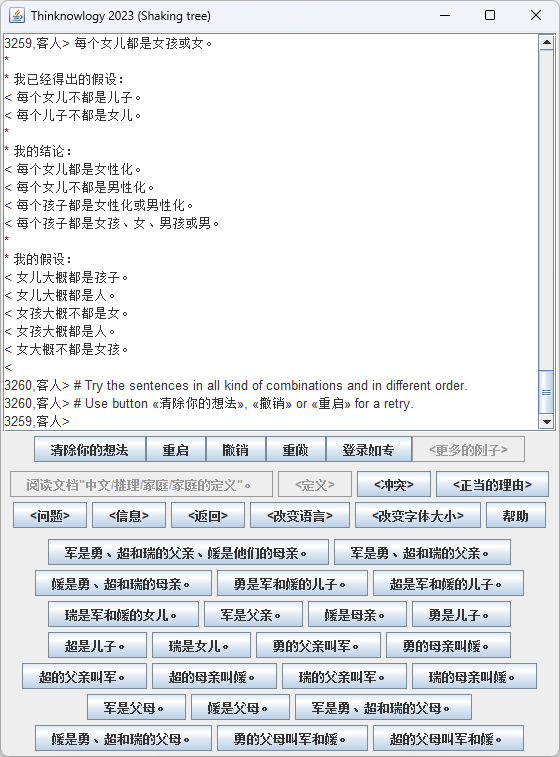 Thinknowlogy 2023 (Shaking tree)
3259,客人> 每个女儿都是女孩或女。
*
* 我已经得出的假设：
< 每个女儿不都是儿子。
< 每个儿子不都是女儿。
*
* 我的结论：
< 每个女儿都是女性化。
< 每个女儿不都是男性化。
< 每个孩子都是女性化或男性化。
< 每个孩子都是女孩、女、男孩或男。
*
* 我的假设：
< 女儿大概都是孩子。
< 女儿大概都是人。
< 女孩大概不都是女。
< 女孩大概都是人。
< 女大概不都是女孩。
<
3260,客人> # Try the sentences in all kind of combinations and in different order.
3260,客人> # Use button «清除你的想法», «撤销» or «重启» for a retry.
3259,客人>
清除你的想法 重启 撤销 重做 登录如专 <更多的例子>
阅读文档"中文/推理/家庭/家庭的定义"。 <定义> <冲突> <正当的理由>
<问题> <信息> <返回> <改变语言> <改变字体大小> 帮助
军是勇、超和瑞的父亲、媛是他们的母亲。 军是勇、超和瑞的父亲。
媛是勇、超和瑞的母亲。 勇是军和媛的儿子。 超是军和媛的儿子。
瑞是军和媛的女儿。 军是父亲。 媛是母亲。 勇是儿子。
超是儿子。 瑞是女儿。 勇的父亲叫军。 勇的母亲叫媛。
超的父亲叫军。 超的母亲叫媛。 瑞的父亲叫军。 瑞的母亲叫媛。
军是父母。 媛是父母。 军是勇、超和瑞的父母。
媛是勇、超和瑞的父母。 勇的父母叫军和媛。 超的父母叫军和媛。